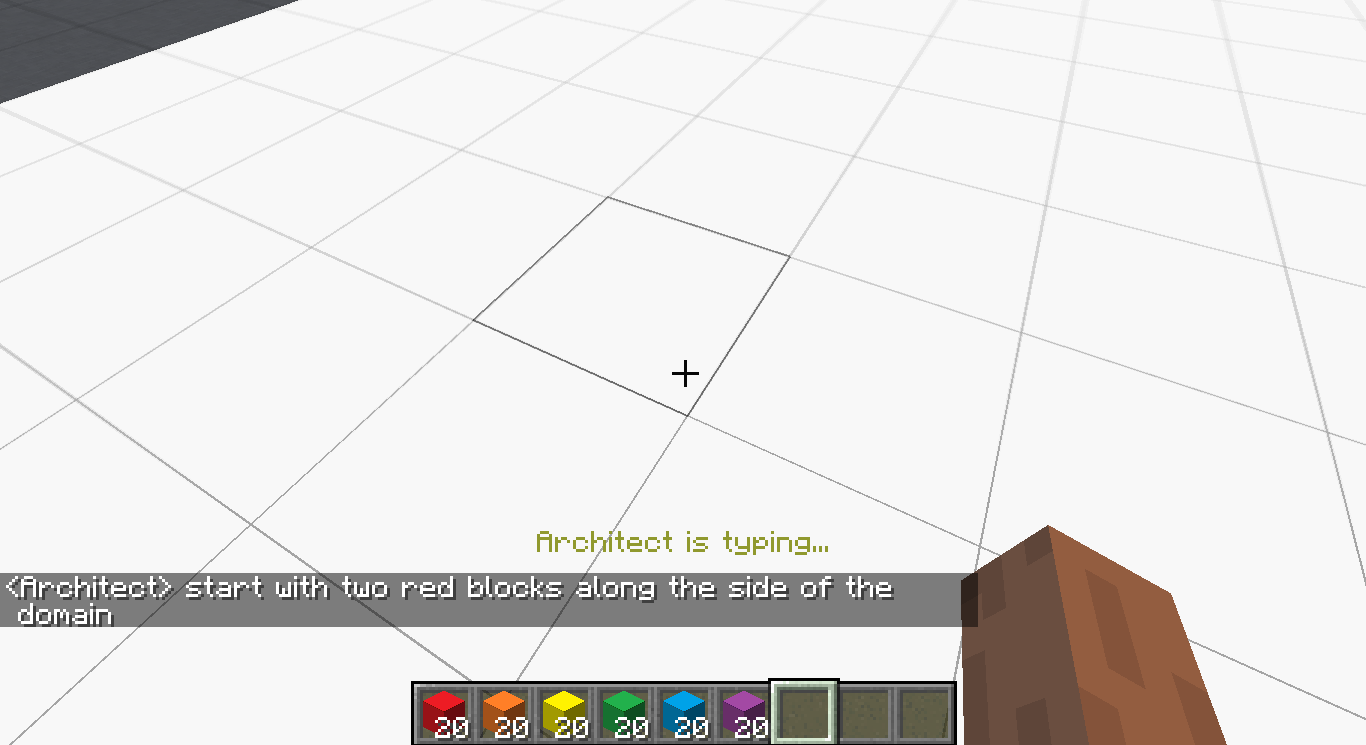 Architect is typing...
<Architect> start with two red blocks along the side of the
domain
20 20 20 20 20 20